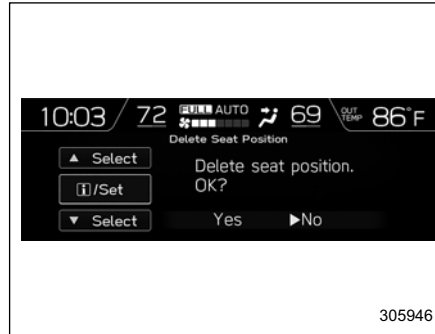 10:03 72 FULL AUTO 69 OUT TEMP 86°F
Delete Seat Position
▲ Select
Delete seat position.
OK?
i/Set
▼ Select
Yes ▶No
305946